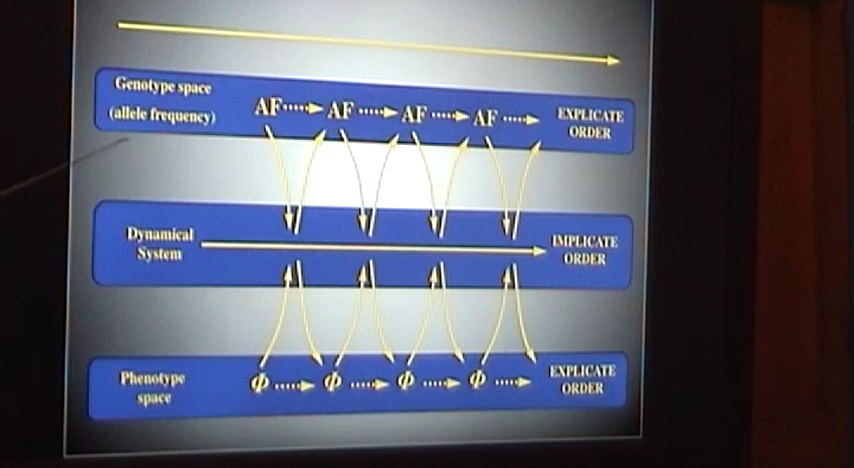 Genotype space
(allele frequency)
AF AF AF AF
EXPLICATE
ORDER
Dynamical
System
IMPLICATE
ORDER
Phenotype
space
Φ Φ Φ Φ
EXPLICATE
ORDER